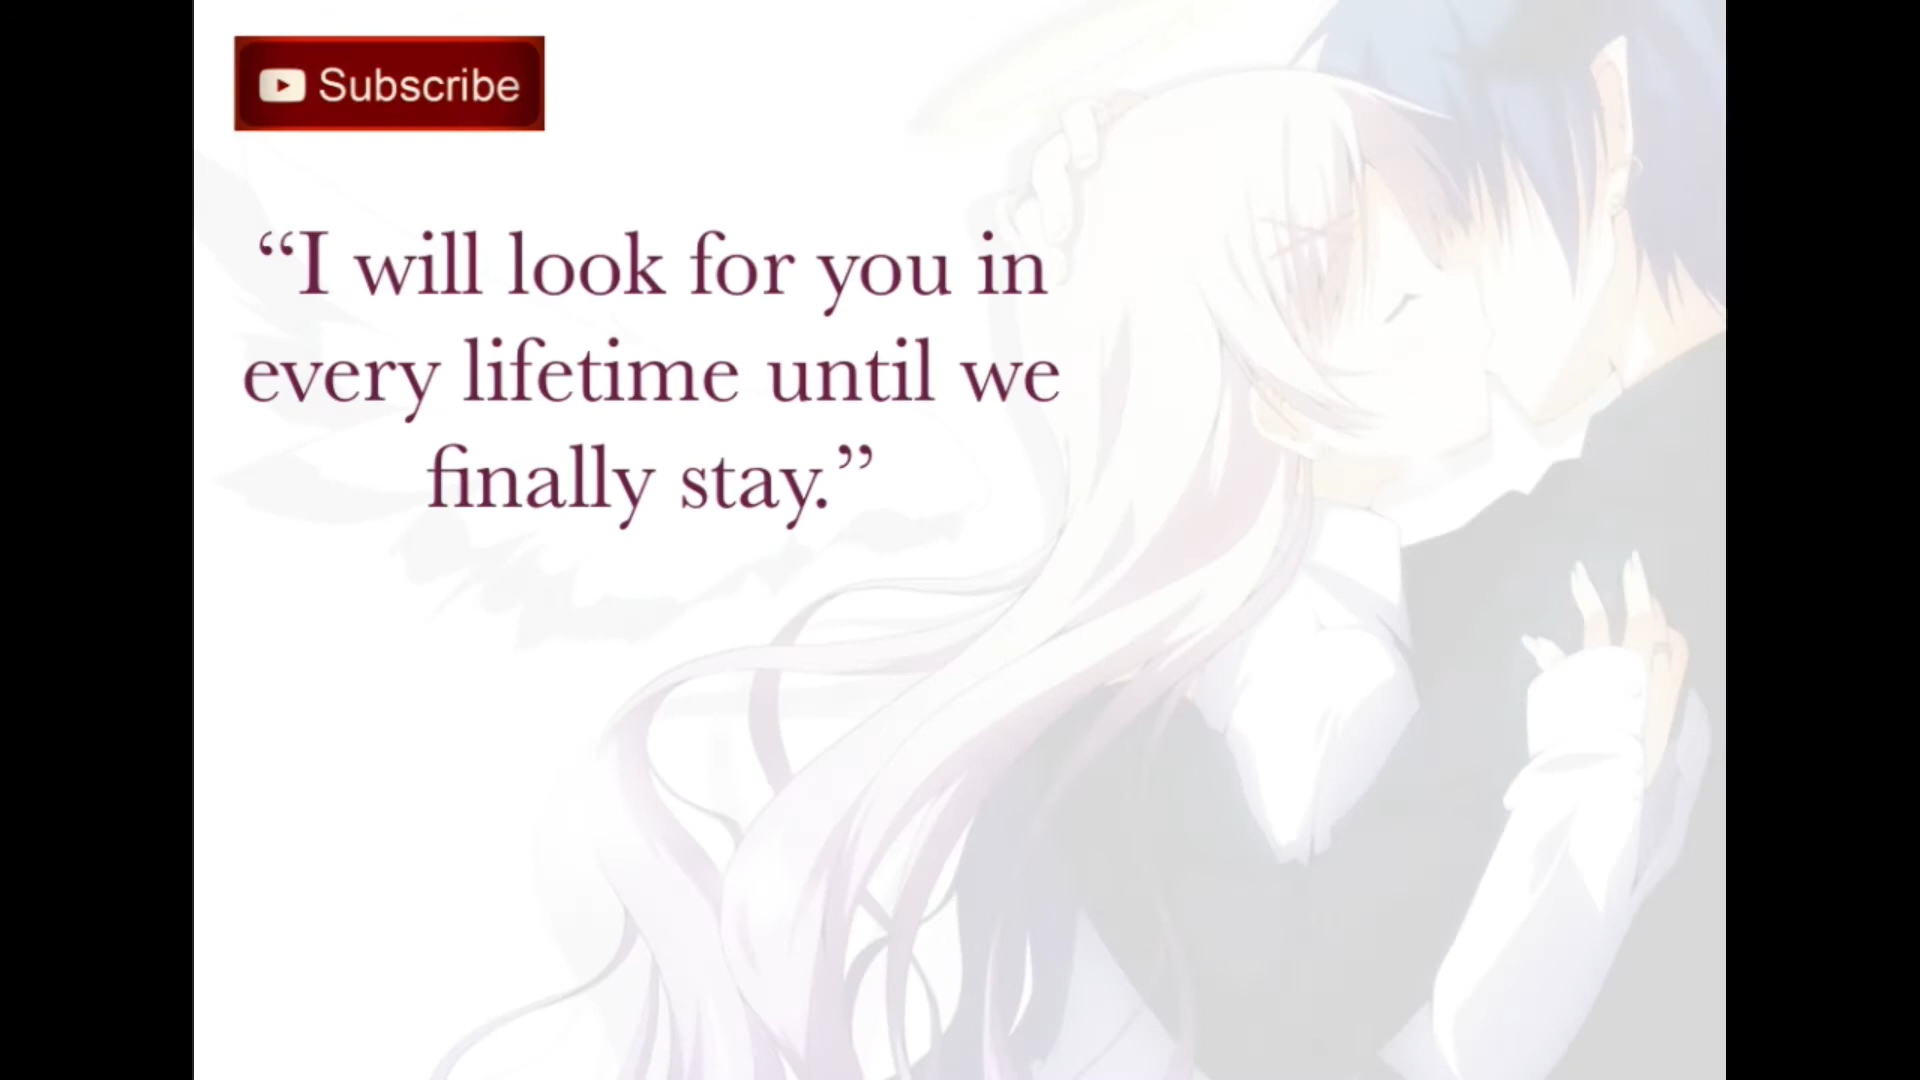 Subscribe
“I will look for you in
every lifetime until we
finally stay.”